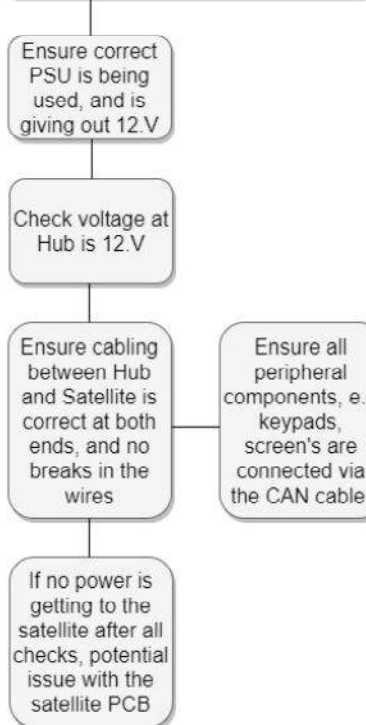 Ensure correct
PSU is being
used, and is
giving out 12.V
Check voltage at
Hub is 12.V
Ensure cabling
between Hub
and Satellite is
correct at both
ends, and no
breaks in the
wires
Ensure all
peripheral
components, e.
keypads,
screen's are
connected via
the CAN cable
If no power is
getting to the
satellite after all
checks, potential
issue with the
satellite PCB